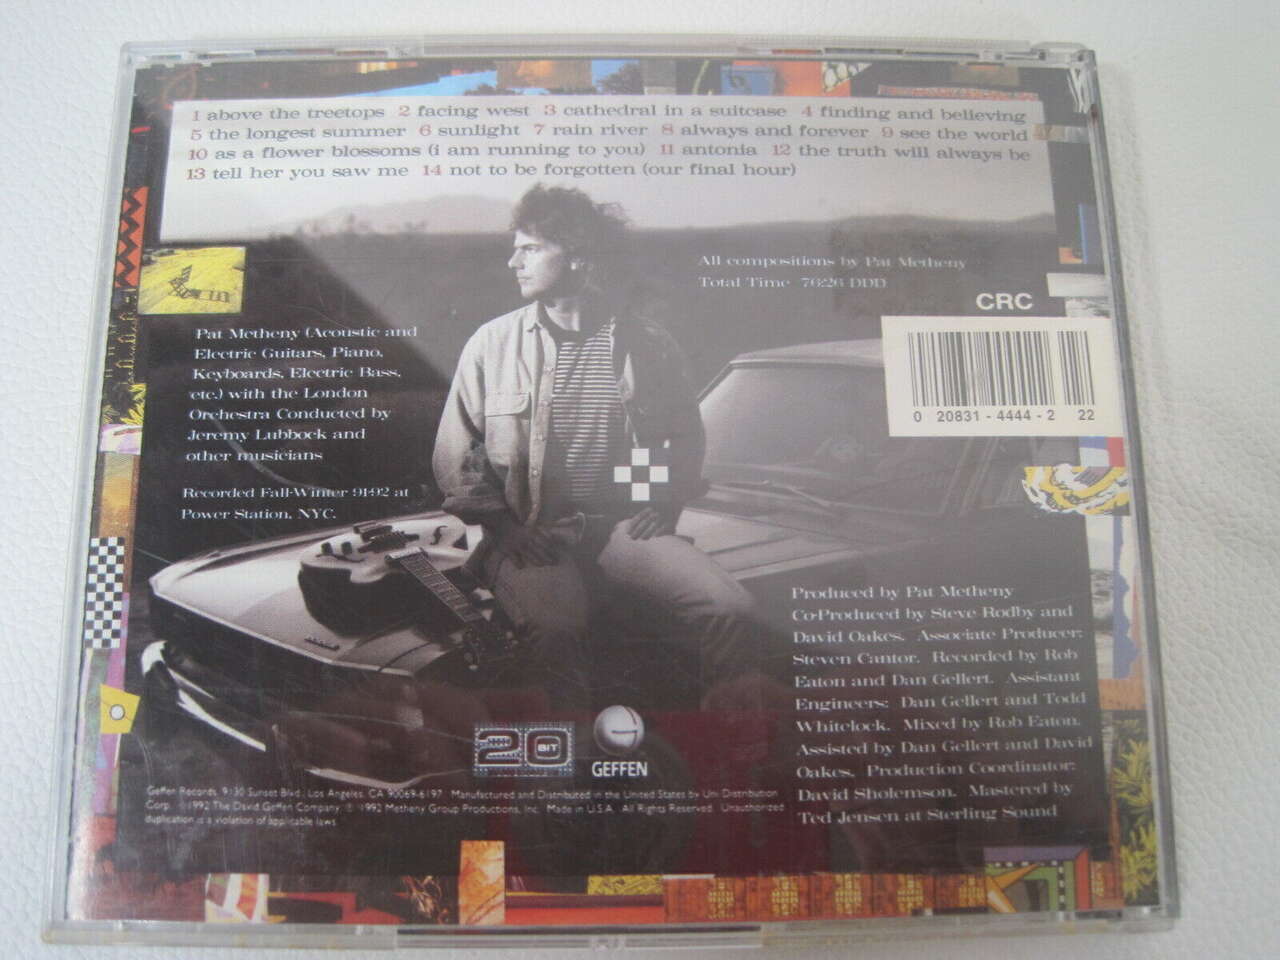 1 above the treetops 2 facing west 3 cathedral in a suitcase 4 finding and believing
5 the longest summer 6 sunlight 7 rain river 8 always and forever 9 see the world
10 as a flower blossoms (i am running to you) 11 antonia 12 the truth will always be
13 tell her you saw me 14 not to be forgotten (our final hour)
All compositions by Pat Metheny
Total Time 76:26 DDD
CRC
0 20831-4444-2 22
Pat Metheny (Acoustic and
Electric Guitars, Piano,
Keyboards, Electric Bass,
etc.) with the London
Orchestra Conducted by
Jeremy Lubbock and
other musicians
Recorded Fall-Winter 91-92 at
Power Station, NYC.
Produced by Pat Metheny
Co-Produced by Steve Rodby and
David Oakes. Associate Producer:
Steven Cantor. Recorded by Rob
Eaton and Dan Gellert. Assistant
Engineers: Dan Gellert and Todd
Whitelock. Mixed by Rob Eaton.
Assisted by Dan Gellert and David
Oakes. Production Coordinator:
David Sholemson. Mastered by
Ted Jensen at Sterling Sound
20 BIT
GEFFEN
Geffen Records, 9130 Sunset Blvd., Los Angeles, CA 90069-6197 Manufactured and Distributed in the United States by Uni Distribution
Corp. ©1992 The David Geffen Company, ℗ 1992 Metheny Group Productions, Inc. Made in U.S.A. All Rights Reserved. Unauthorized
duplication is a violation of applicable laws.